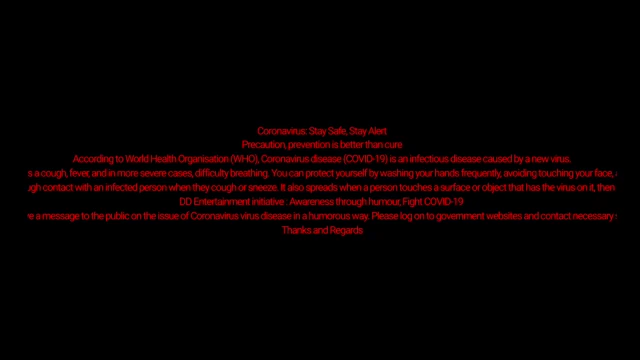 Coronavirus: Stay Safe, Stay Alert
Precaution, prevention is better than cure
According to World Health Organisation (WHO), Coronavirus disease (COVID-19) is an infectious disease caused by a new virus.
a cough, fever, and in more severe cases, difficulty breathing. You can protect yourself by washing your hands frequently, avoiding touching your face,
contact with an infected person when they cough or sneeze. It also spreads when a person touches a surface or object that has the virus on it, then
DD Entertainment initiative : Awareness through humour, Fight COVID-19
a message to the public on the issue of Coronavirus virus disease in a humorous way. Please log on to government websites and contact necessary
Thanks and Regards